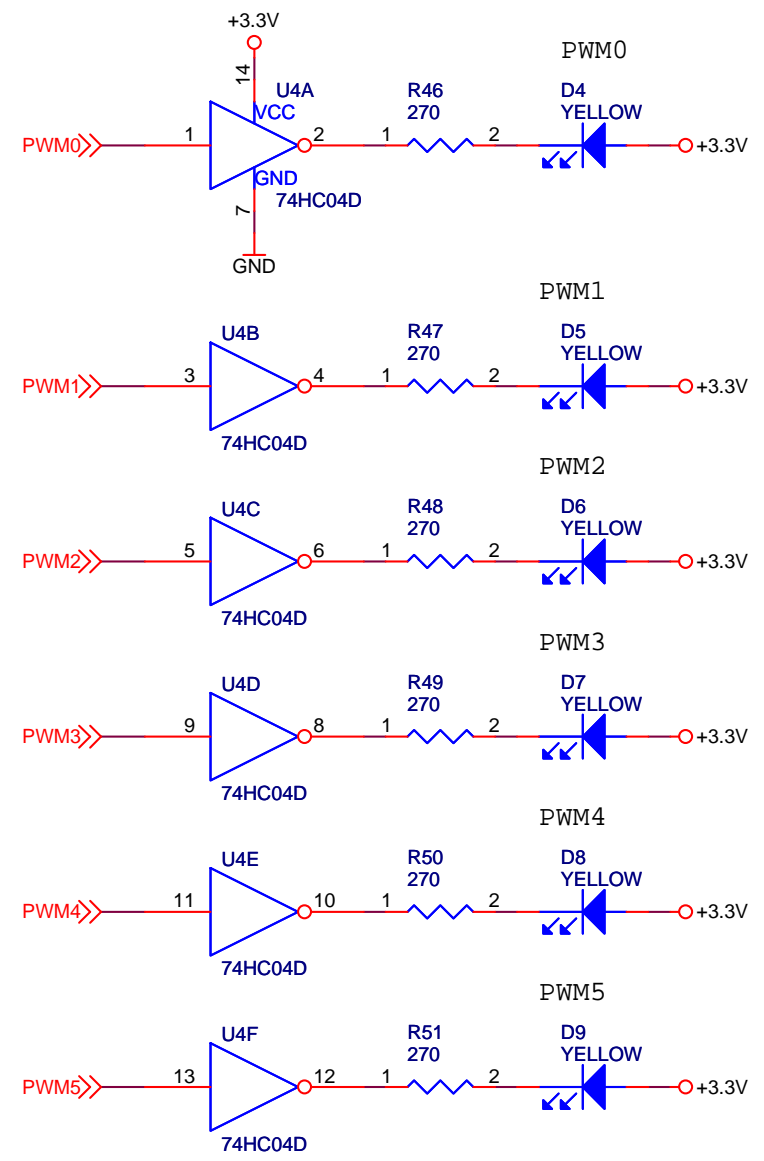 +3.3V
PWM0
14
U4A
R46
D4
VCC
270
YELLOW
PWM0
1
2
1
2
+3.3V
GND
74HC04D
7
GND
PWM1
U4B
R47
D5
270
YELLOW
PWM1
3
4
1
2
+3.3V
74HC04D
PWM2
U4C
R48
D6
270
YELLOW
PWM2
5
6
1
2
+3.3V
74HC04D
PWM3
U4D
R49
D7
270
YELLOW
PWM3
9
8
1
2
+3.3V
74HC04D
PWM4
U4E
R50
D8
270
YELLOW
PWM4
11
10
1
2
+3.3V
74HC04D
PWM5
U4F
R51
D9
270
YELLOW
PWM5
13
12
1
2
+3.3V
74HC04D